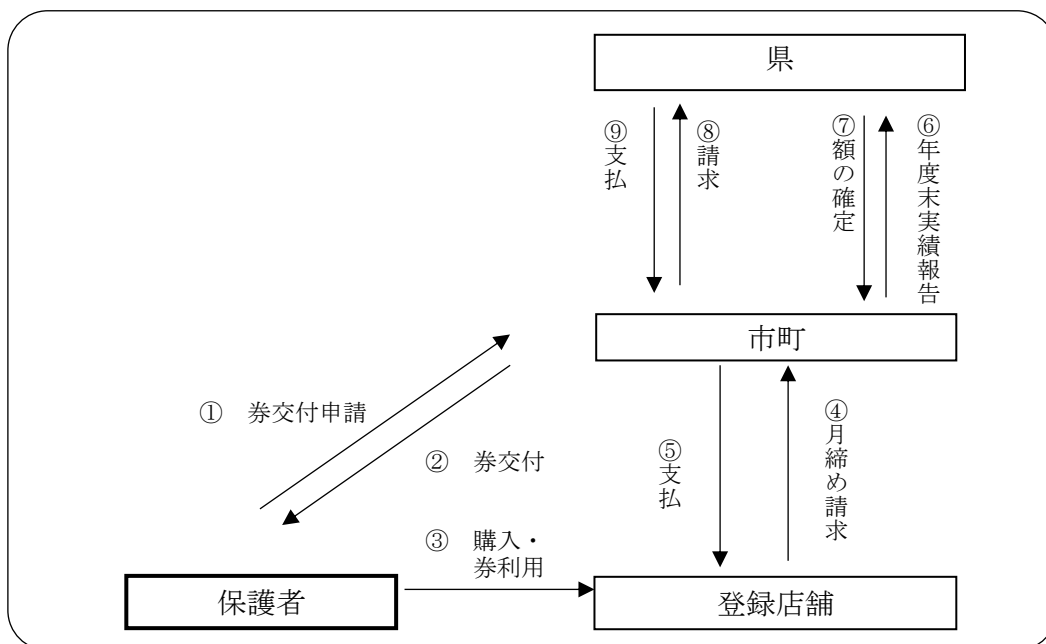 県
⑨支払
⑧請求
⑦額の確定
⑥年度末実績報告
市町
① 券交付申請
② 券交付
⑤支払
④月締め請求
③ 購入・
券利用
保護者
登録店舗